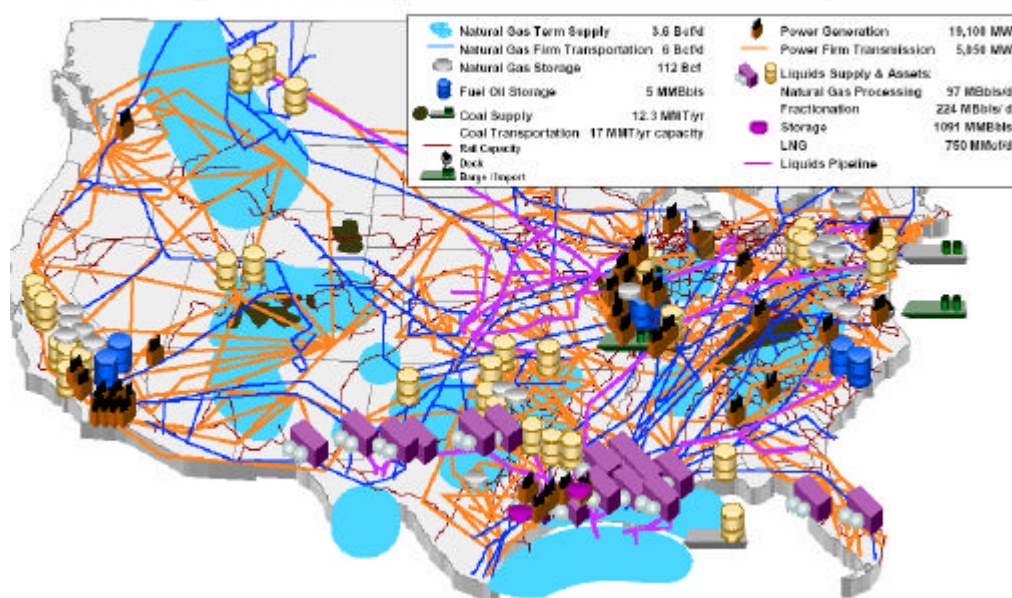 Natural Gas Term Supply 3.6 Bcf/d
Natural Gas Firm Transportation 6 Bcf/d
Natural Gas Storage 112 Bcf
Fuel Oil Storage 5 MMBbls
Coal Supply 12.3 MMT/yr
Coal Transportation 17 MMT/yr capacity
Rail Capacity
Dock
Barge / Import
Power Generation 19,108 MW
Power Firm Transmission 5,850 MW
Liquids Supply & Assets:
Natural Gas Processing 97 MBbls/d
Fractionation 224 MBbls/d
Storage 1091 MMBbls
LNG 750 MMcf/d
Liquids Pipeline